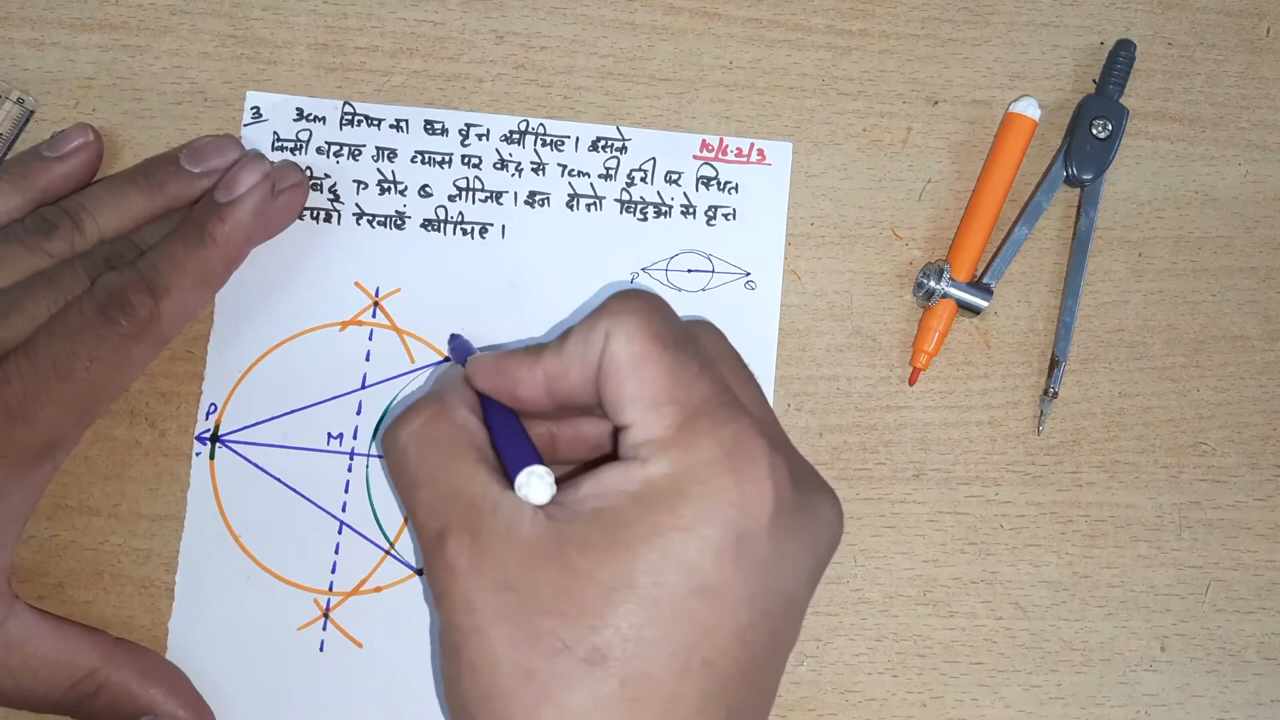 3 3cm त्रिज्या का एक वृत्त खींचिए। इसके
किसी बढ़ाए गए व्यास पर केंद्र से 7cm की दूरी पर स्थित
बिंदु P और Q लीजिए। इन दोनो बिंदुओं से वृत्त
स्पर्श रेखाएँ खींचिए।
10/6.2/3
P Q
P
M